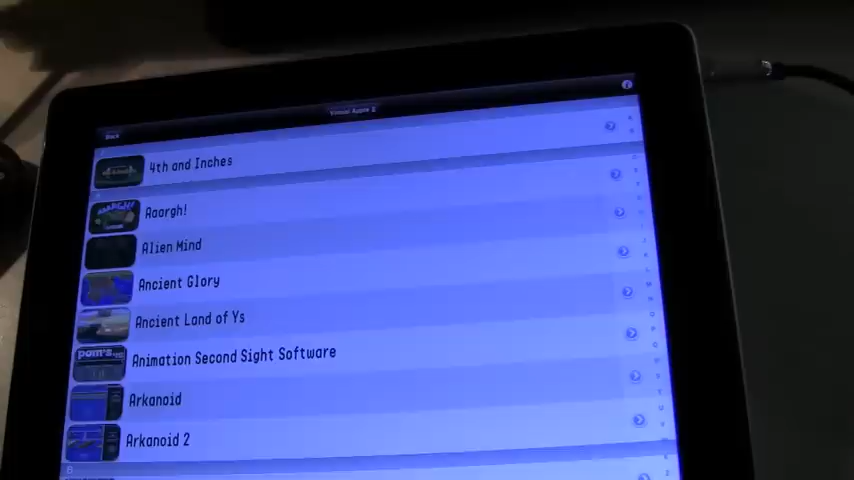 Back
Virtual Apple 2
4th and Inches
Aaargh!
Alien Mind
Ancient Glory
Ancient Land of Ys
Animation Second Sight Software
Arkanoid
Arkanoid 2
B